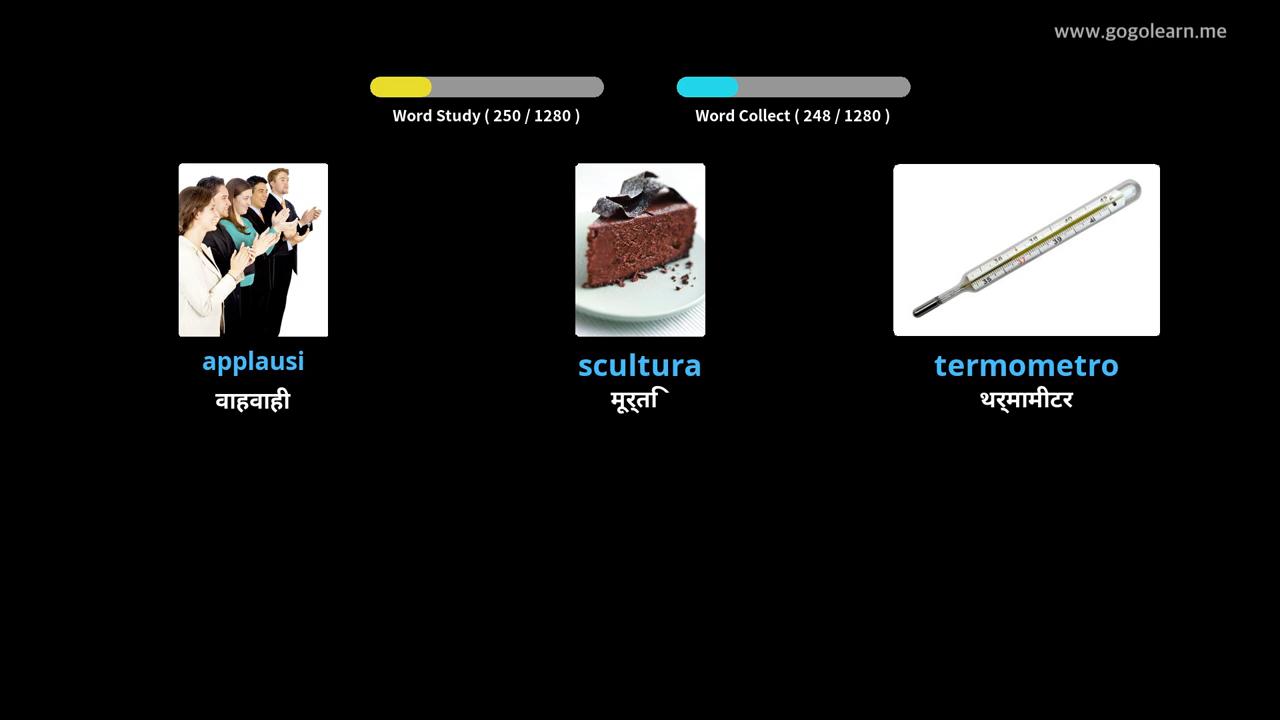 www.gogolearn.me
Word Study ( 250 / 1280 )
Word Collect ( 248 / 1280 )
applausi
scultura
termometro
वाहवाही
मूर्ति
थर्मामीटर